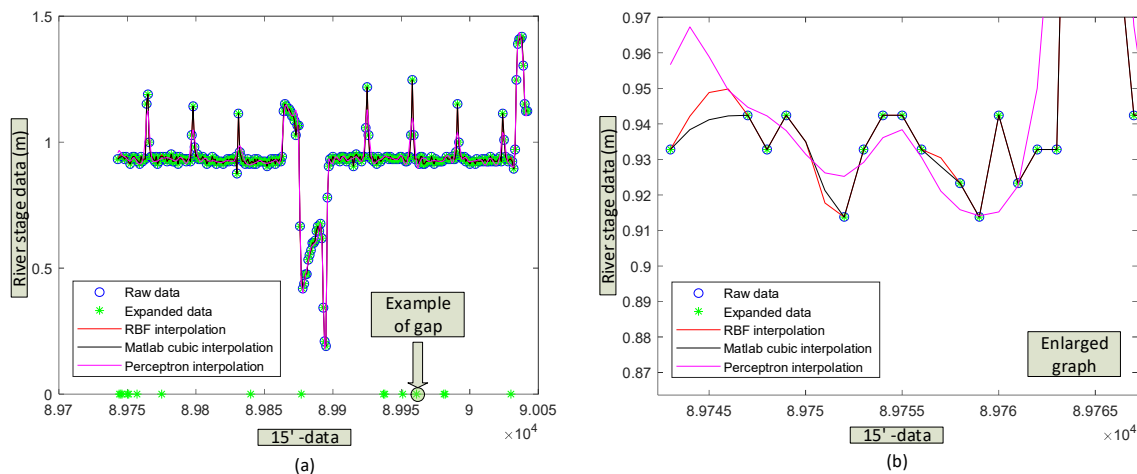 1.5
1
0.5
0
River stage data (m)
Raw data
Expanded data
RBF interpolation
Matlab cubic interpolation
Perceptron interpolation
Example
of gap
8.97 8.975 8.98 8.985 8.99 8.995 9 9.005
×10⁴
15' -data
(a)
0.97
0.96
0.95
0.94
0.93
0.92
0.91
0.9
0.89
0.88
0.87
River stage data (m)
Raw data
Expanded data
RBF interpolation
Matlab cubic interpolation
Perceptron interpolation
Enlarged
graph
8.9745 8.975 8.9755 8.976 8.9765
×10⁴
15' -data
(b)